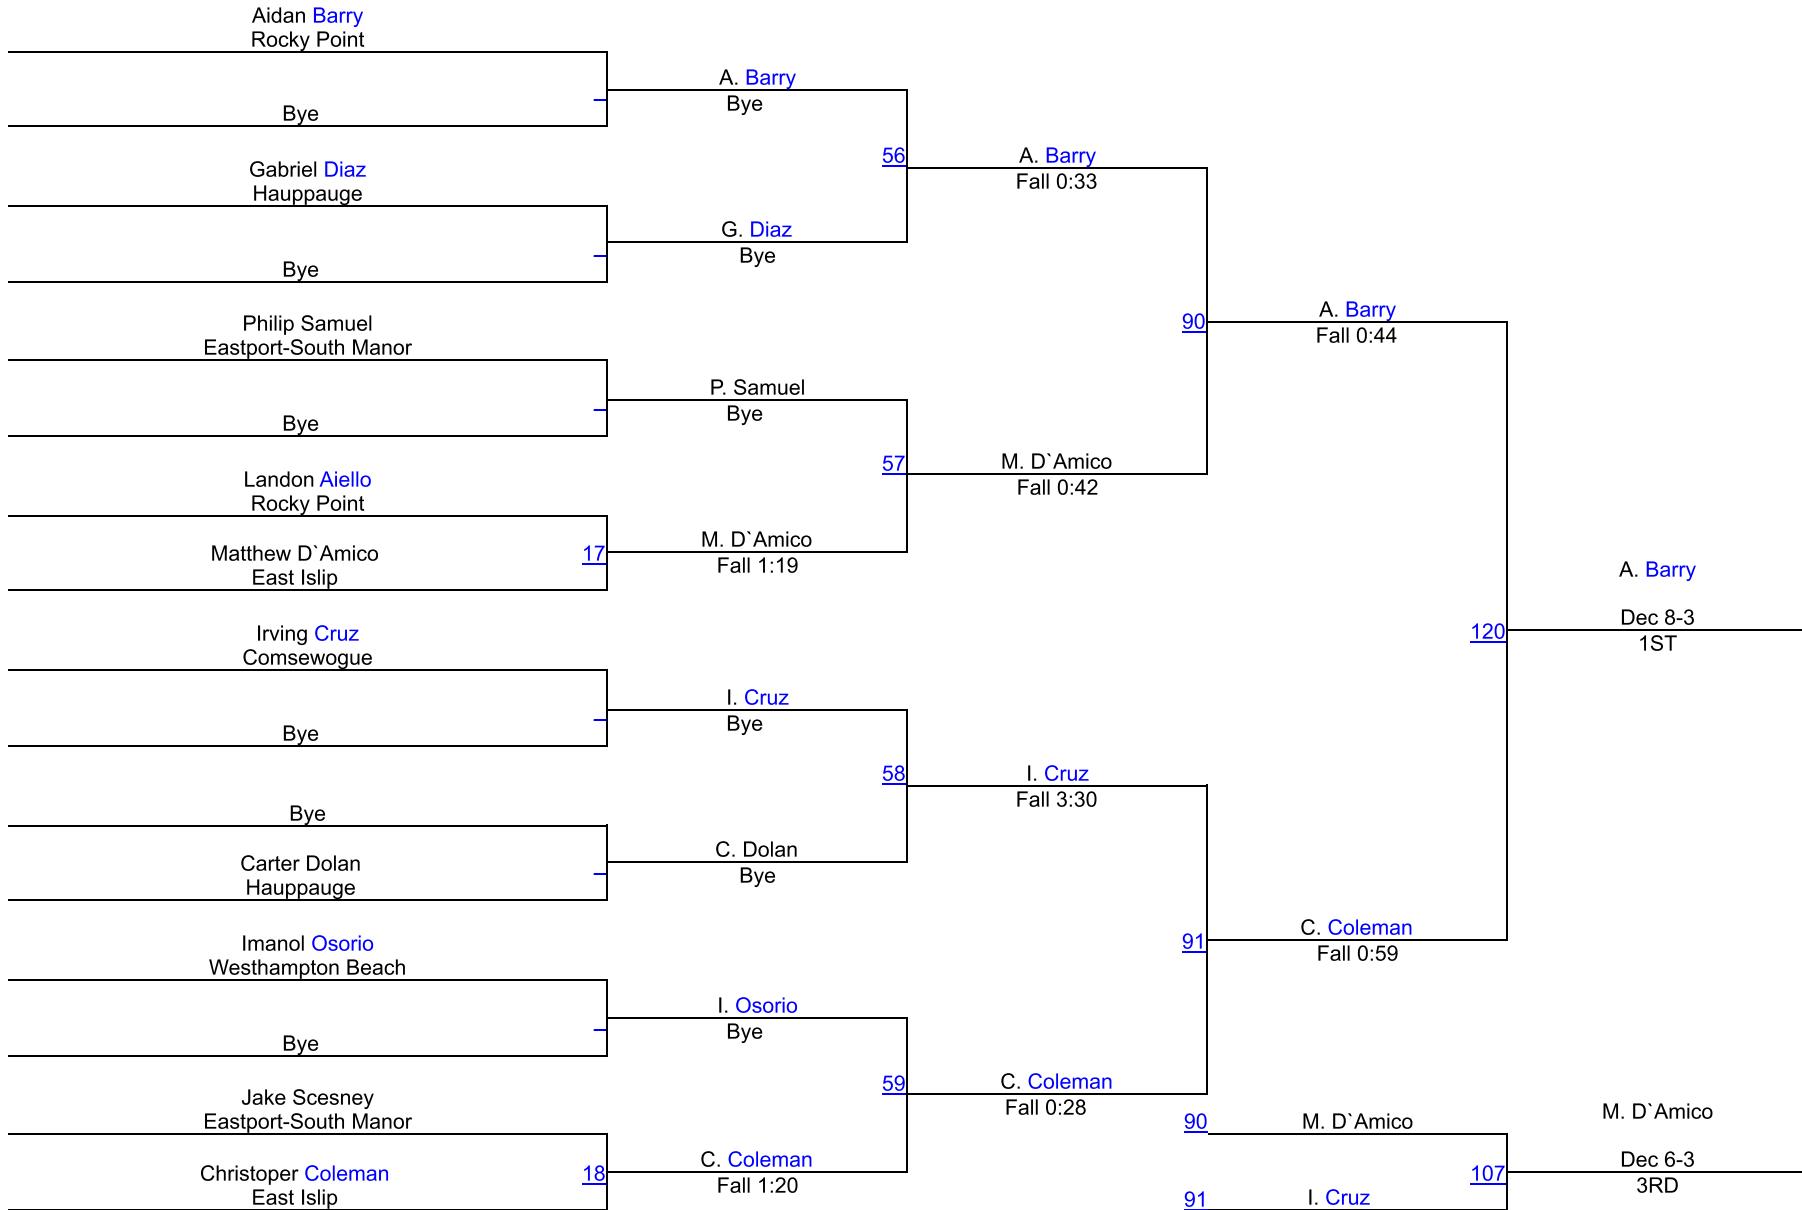 Aidan Barry
Rocky Point
Bye
Gabriel Diaz
Hauppauge
Bye
Philip Samuel
Eastport-South Manor
Bye
Landon Aiello
Rocky Point
Matthew D`Amico
East Islip
17
Irving Cruz
Comsewogue
Bye
Bye
Carter Dolan
Hauppauge
Imanol Osorio
Westhampton Beach
Bye
Jake Scesney
Eastport-South Manor
Christoper Coleman
East Islip
18
A. Barry
Bye
56
G. Diaz
Bye
P. Samuel
Bye
57
M. D`Amico
Fall 1:19
I. Cruz
Bye
58
C. Dolan
Bye
I. Osorio
Bye
59
C. Coleman
Fall 1:20
A. Barry
Fall 0:33
90
M. D`Amico
Fall 0:42
I. Cruz
Fall 3:30
91
C. Coleman
Fall 0:28
A. Barry
Fall 0:44
120
C. Coleman
Fall 0:59
A. Barry
Dec 8-3
1ST
90
M. D`Amico
107
91
I. Cruz
M. D`Amico
Dec 6-3
3RD